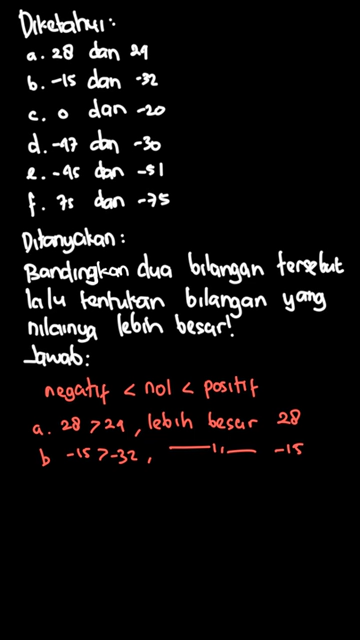 Diketahui:
a. 28 dan 24
b. -15 dan -32
c. 0 dan -20
d. -47 dan -30
e. -45 dan -51
f. 75 dan -75
Ditanyakan:
Bandingkan dua bilangan tersebut
lalu tentukan bilangan yang
nilainya lebih besar!
Jawab:
negatif < nol < positif
a. 28 > 24, lebih besar 28
b -15 > -32, —— 11 —— -15